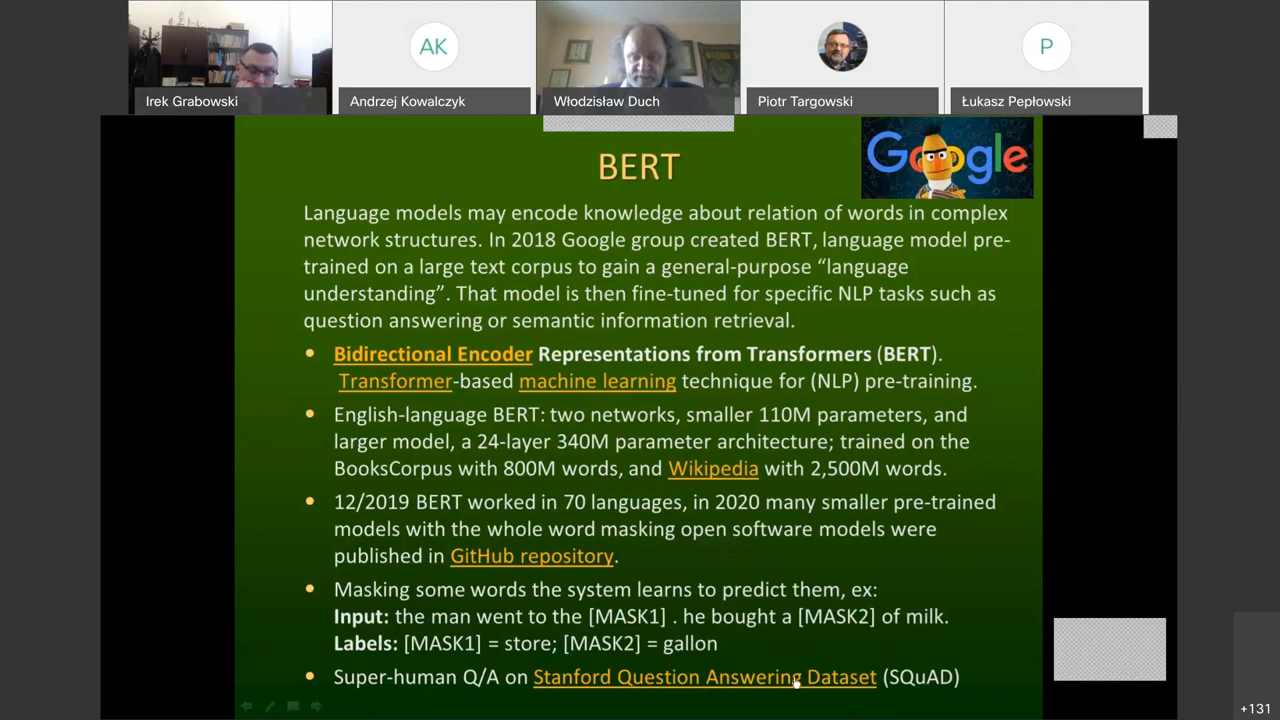 AK
P
Irek Grabowski
Andrzej Kowalczyk
Włodzisław Duch
Piotr Targowski
Łukasz Pepłowski
BERT
Google
Language models may encode knowledge about relation of words in complex
network structures. In 2018 Google group created BERT, language model pre-
trained on a large text corpus to gain a general-purpose “language
understanding”. That model is then fine-tuned for specific NLP tasks such as
question answering or semantic information retrieval.
• Bidirectional Encoder Representations from Transformers (BERT).
Transformer-based machine learning technique for (NLP) pre-training.
• English-language BERT: two networks, smaller 110M parameters, and
larger model, a 24-layer 340M parameter architecture; trained on the
BooksCorpus with 800M words, and Wikipedia with 2,500M words.
• 12/2019 BERT worked in 70 languages, in 2020 many smaller pre-trained
models with the whole word masking open software models were
published in GitHub repository.
• Masking some words the system learns to predict them, ex:
Input: the man went to the [MASK1] . he bought a [MASK2] of milk.
Labels: [MASK1] = store; [MASK2] = gallon
• Super-human Q/A on Stanford Question Answering Dataset (SQuAD)
+131